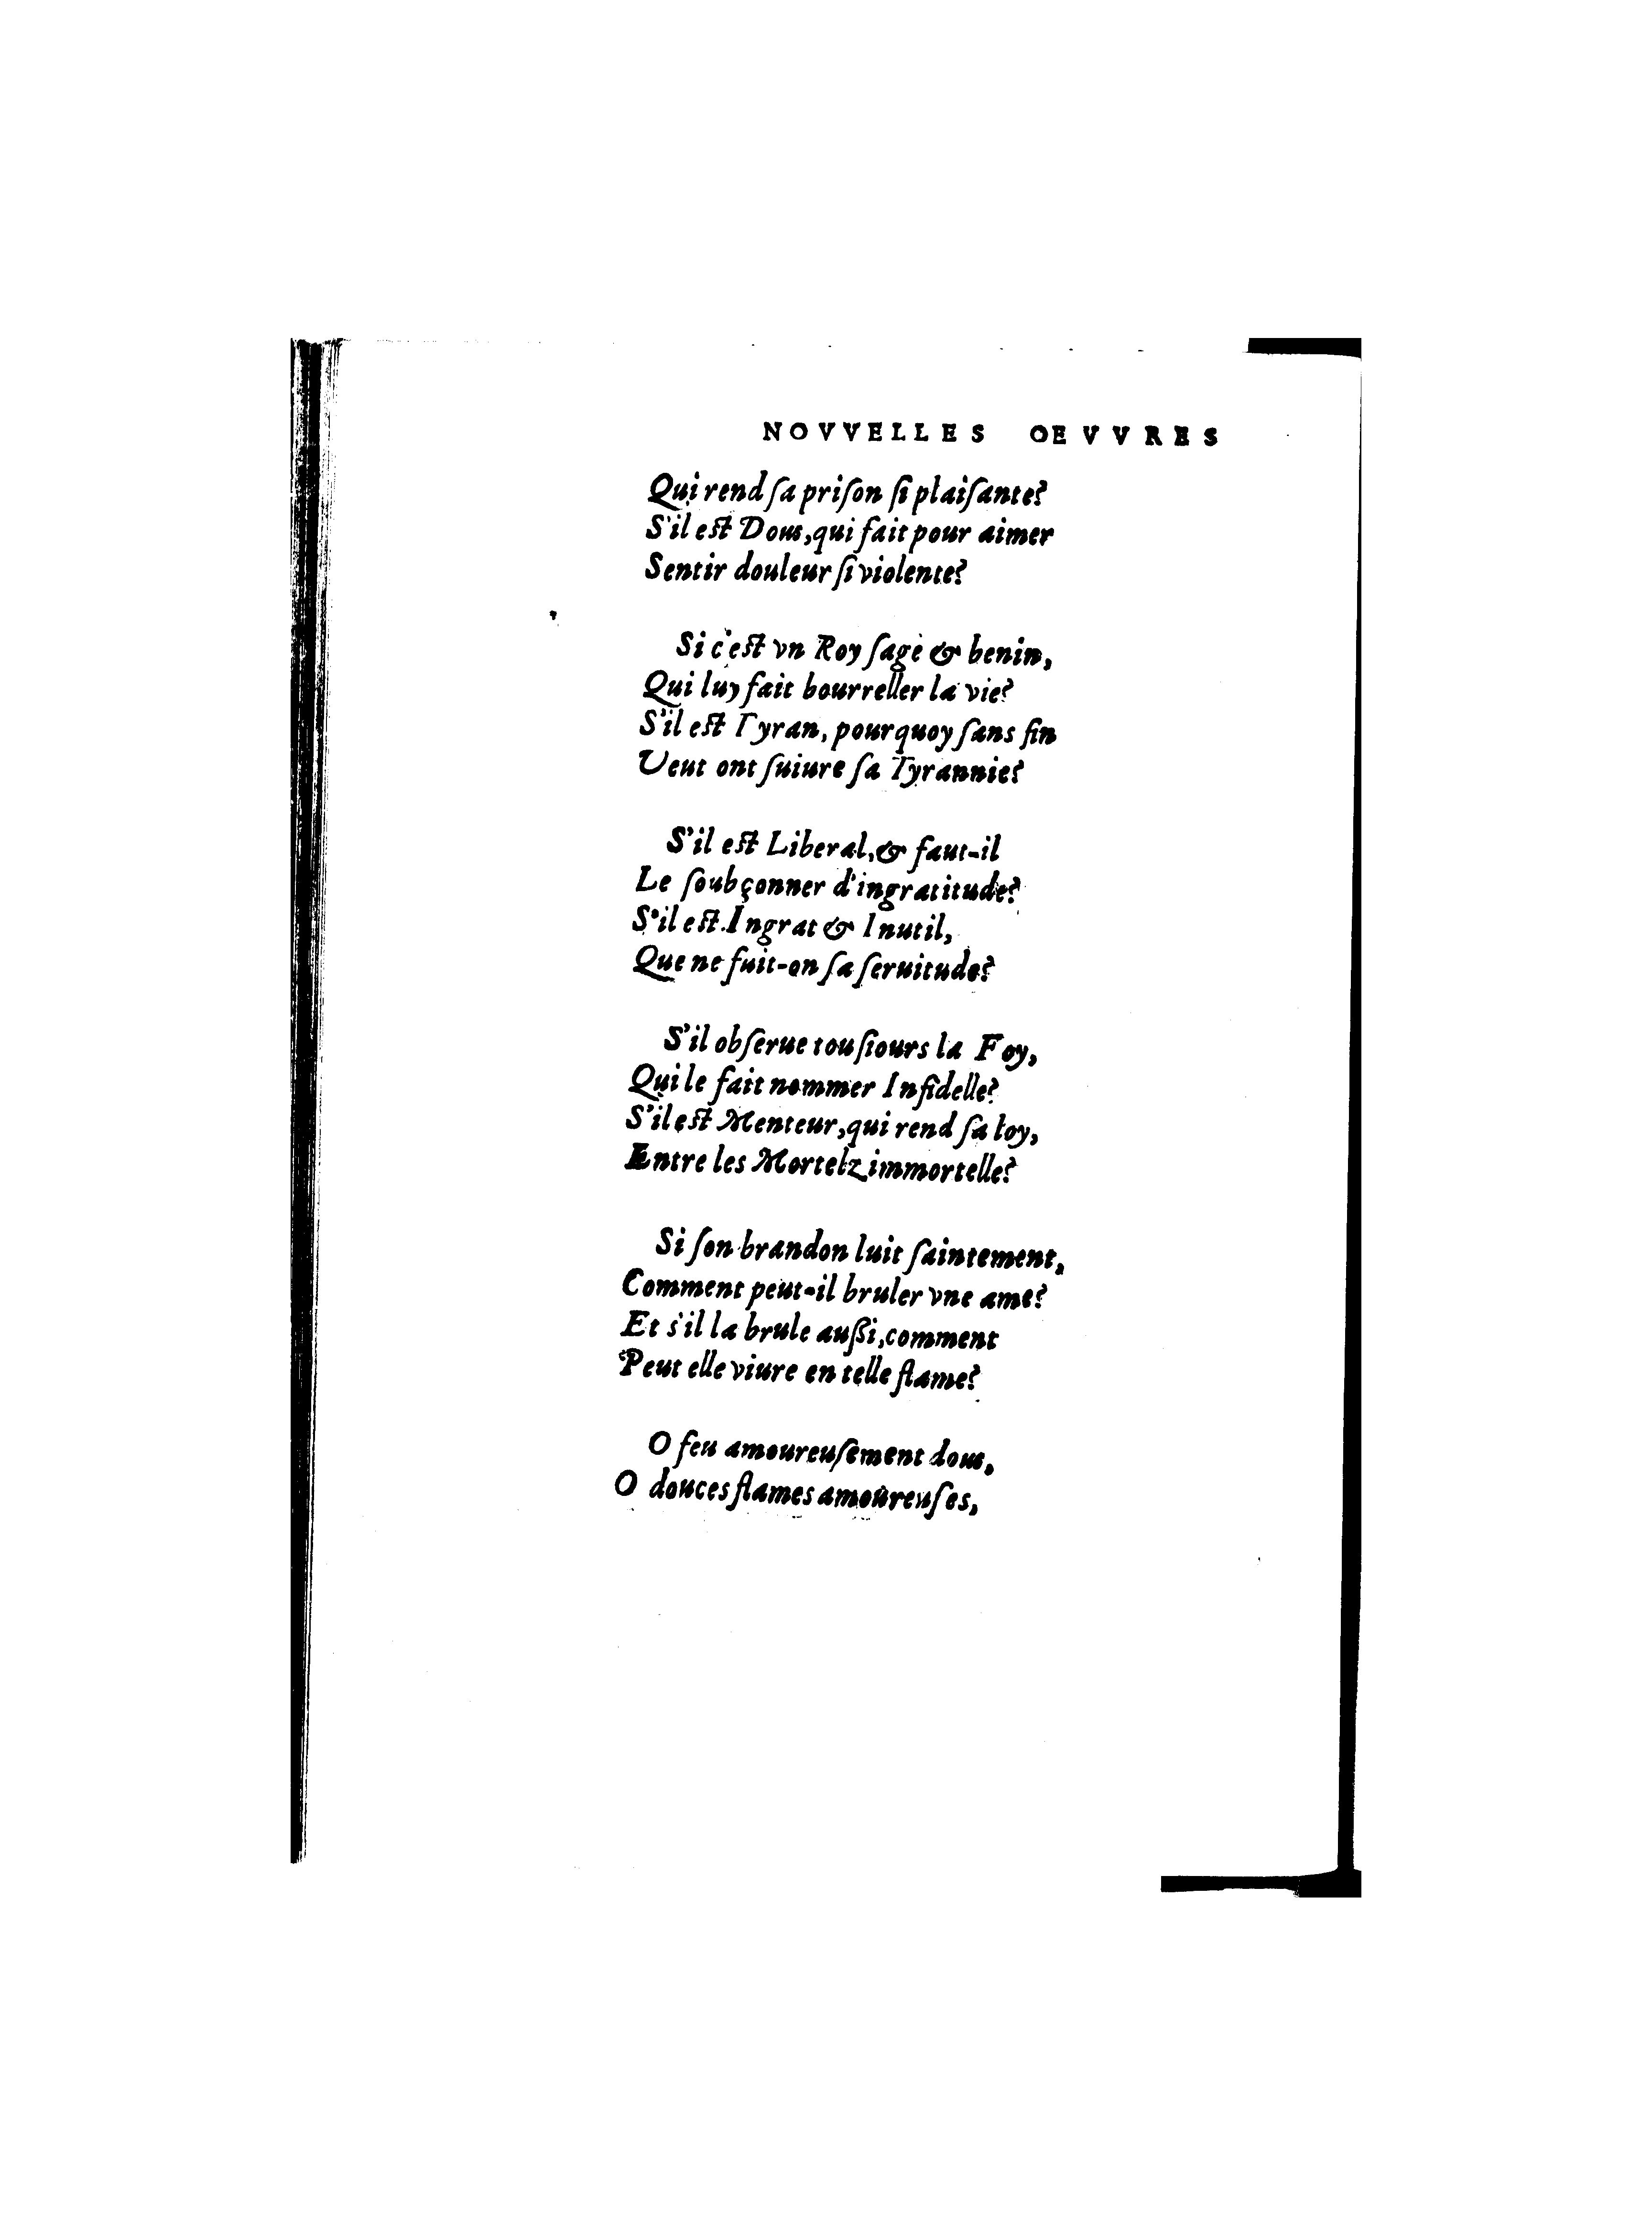 NOVVELLES OEVVRES
Qui rend ſa priſon ſi plaiſante?
S'il eſt Dous, qui fait pour aimer
Sentir douleur ſi violente?
Si c'eſt vn Roy ſage & benin,
Qui luy fait bourreller la vie?
S'il eſt Tyran, pourquoy ſans fin
Veut ont ſuiure ſa Tyrannie?
S'il eſt Liberal, & faut-il
Le ſoubçonner d'ingratitude?
S'il eſt Ingrat & Inutil,
Que ne fuit-on ſa ſeruitude?
S'il obſerue touſiours la Foy,
Qui le fait nommer Infidelle?
S'il eſt Menteur, qui rend ſa loy,
Entre les Mortelz immortelle?
Si ſon brandon luit ſaintement,
Comment peut-il bruler vne ame?
Et s'il la brule auſſi, comment
Peut elle viure en telle flame?
O feu amoureuſement dous,
O douces flames amoureuſes,